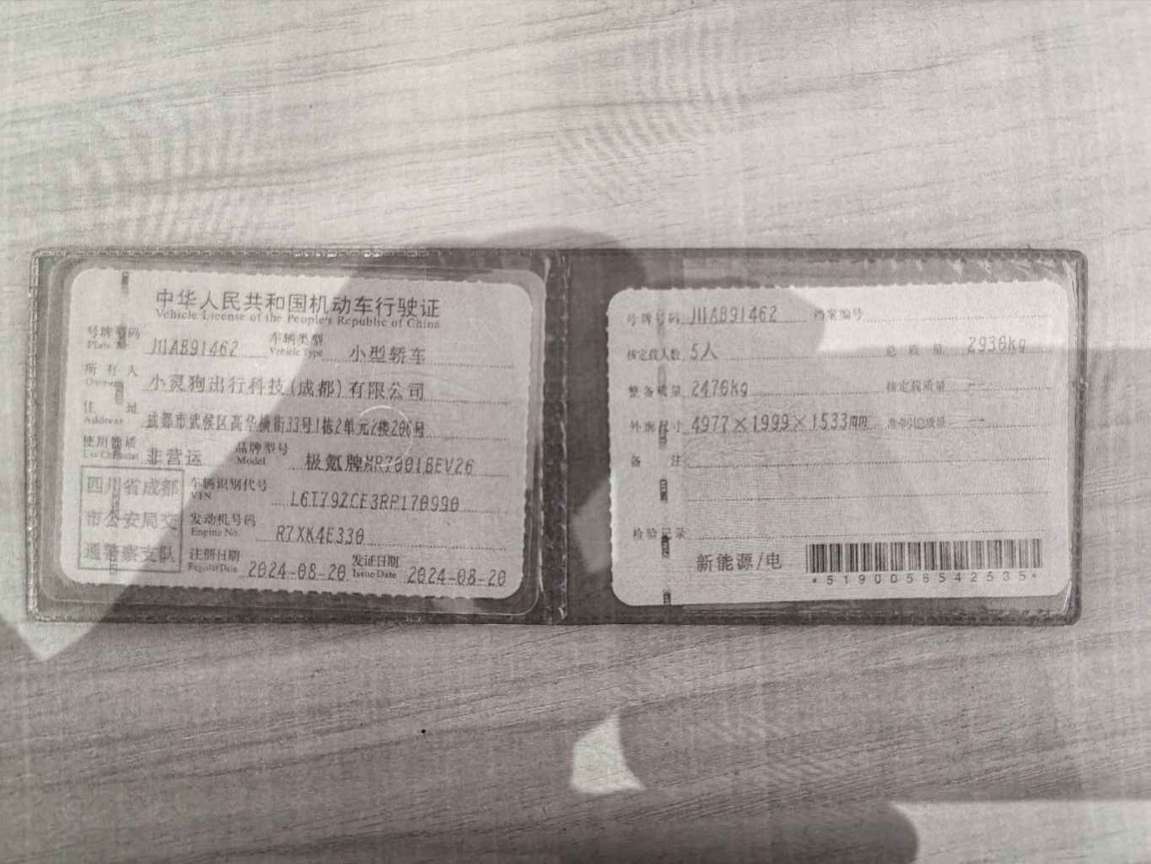 中华人民共和国机动车行驶证
Vehicle License of the People's Republic of China
号牌号码 川AB91462 车辆类型 小型轿车
Plate No. Vehicle Type
所有人 小灵狗出行科技(成都)有限公司
Owner
住址 成都市武侯区高华横街33号1栋2单元2楼206号
Address
使用性质 非营运 品牌型号 极氪牌MR7001BEV26
Use Character Model
四川省成都市公安局交通警察支队
车辆识别代号
VIN
发动机号码 R7XK4E330
Engine No.
注册日期 2024-08-20 发证日期 2024-08-20
Register Date Issue Date
号牌号码 川AB91462 档案编号
核定载人数 5人 总质量 2930kg
整备质量 2470kg 核定载质量 --
外廓尺寸 4977×1999×1533mm 准牵引总质量 --
备注
检验记录
新能源/电
*5190056542535*